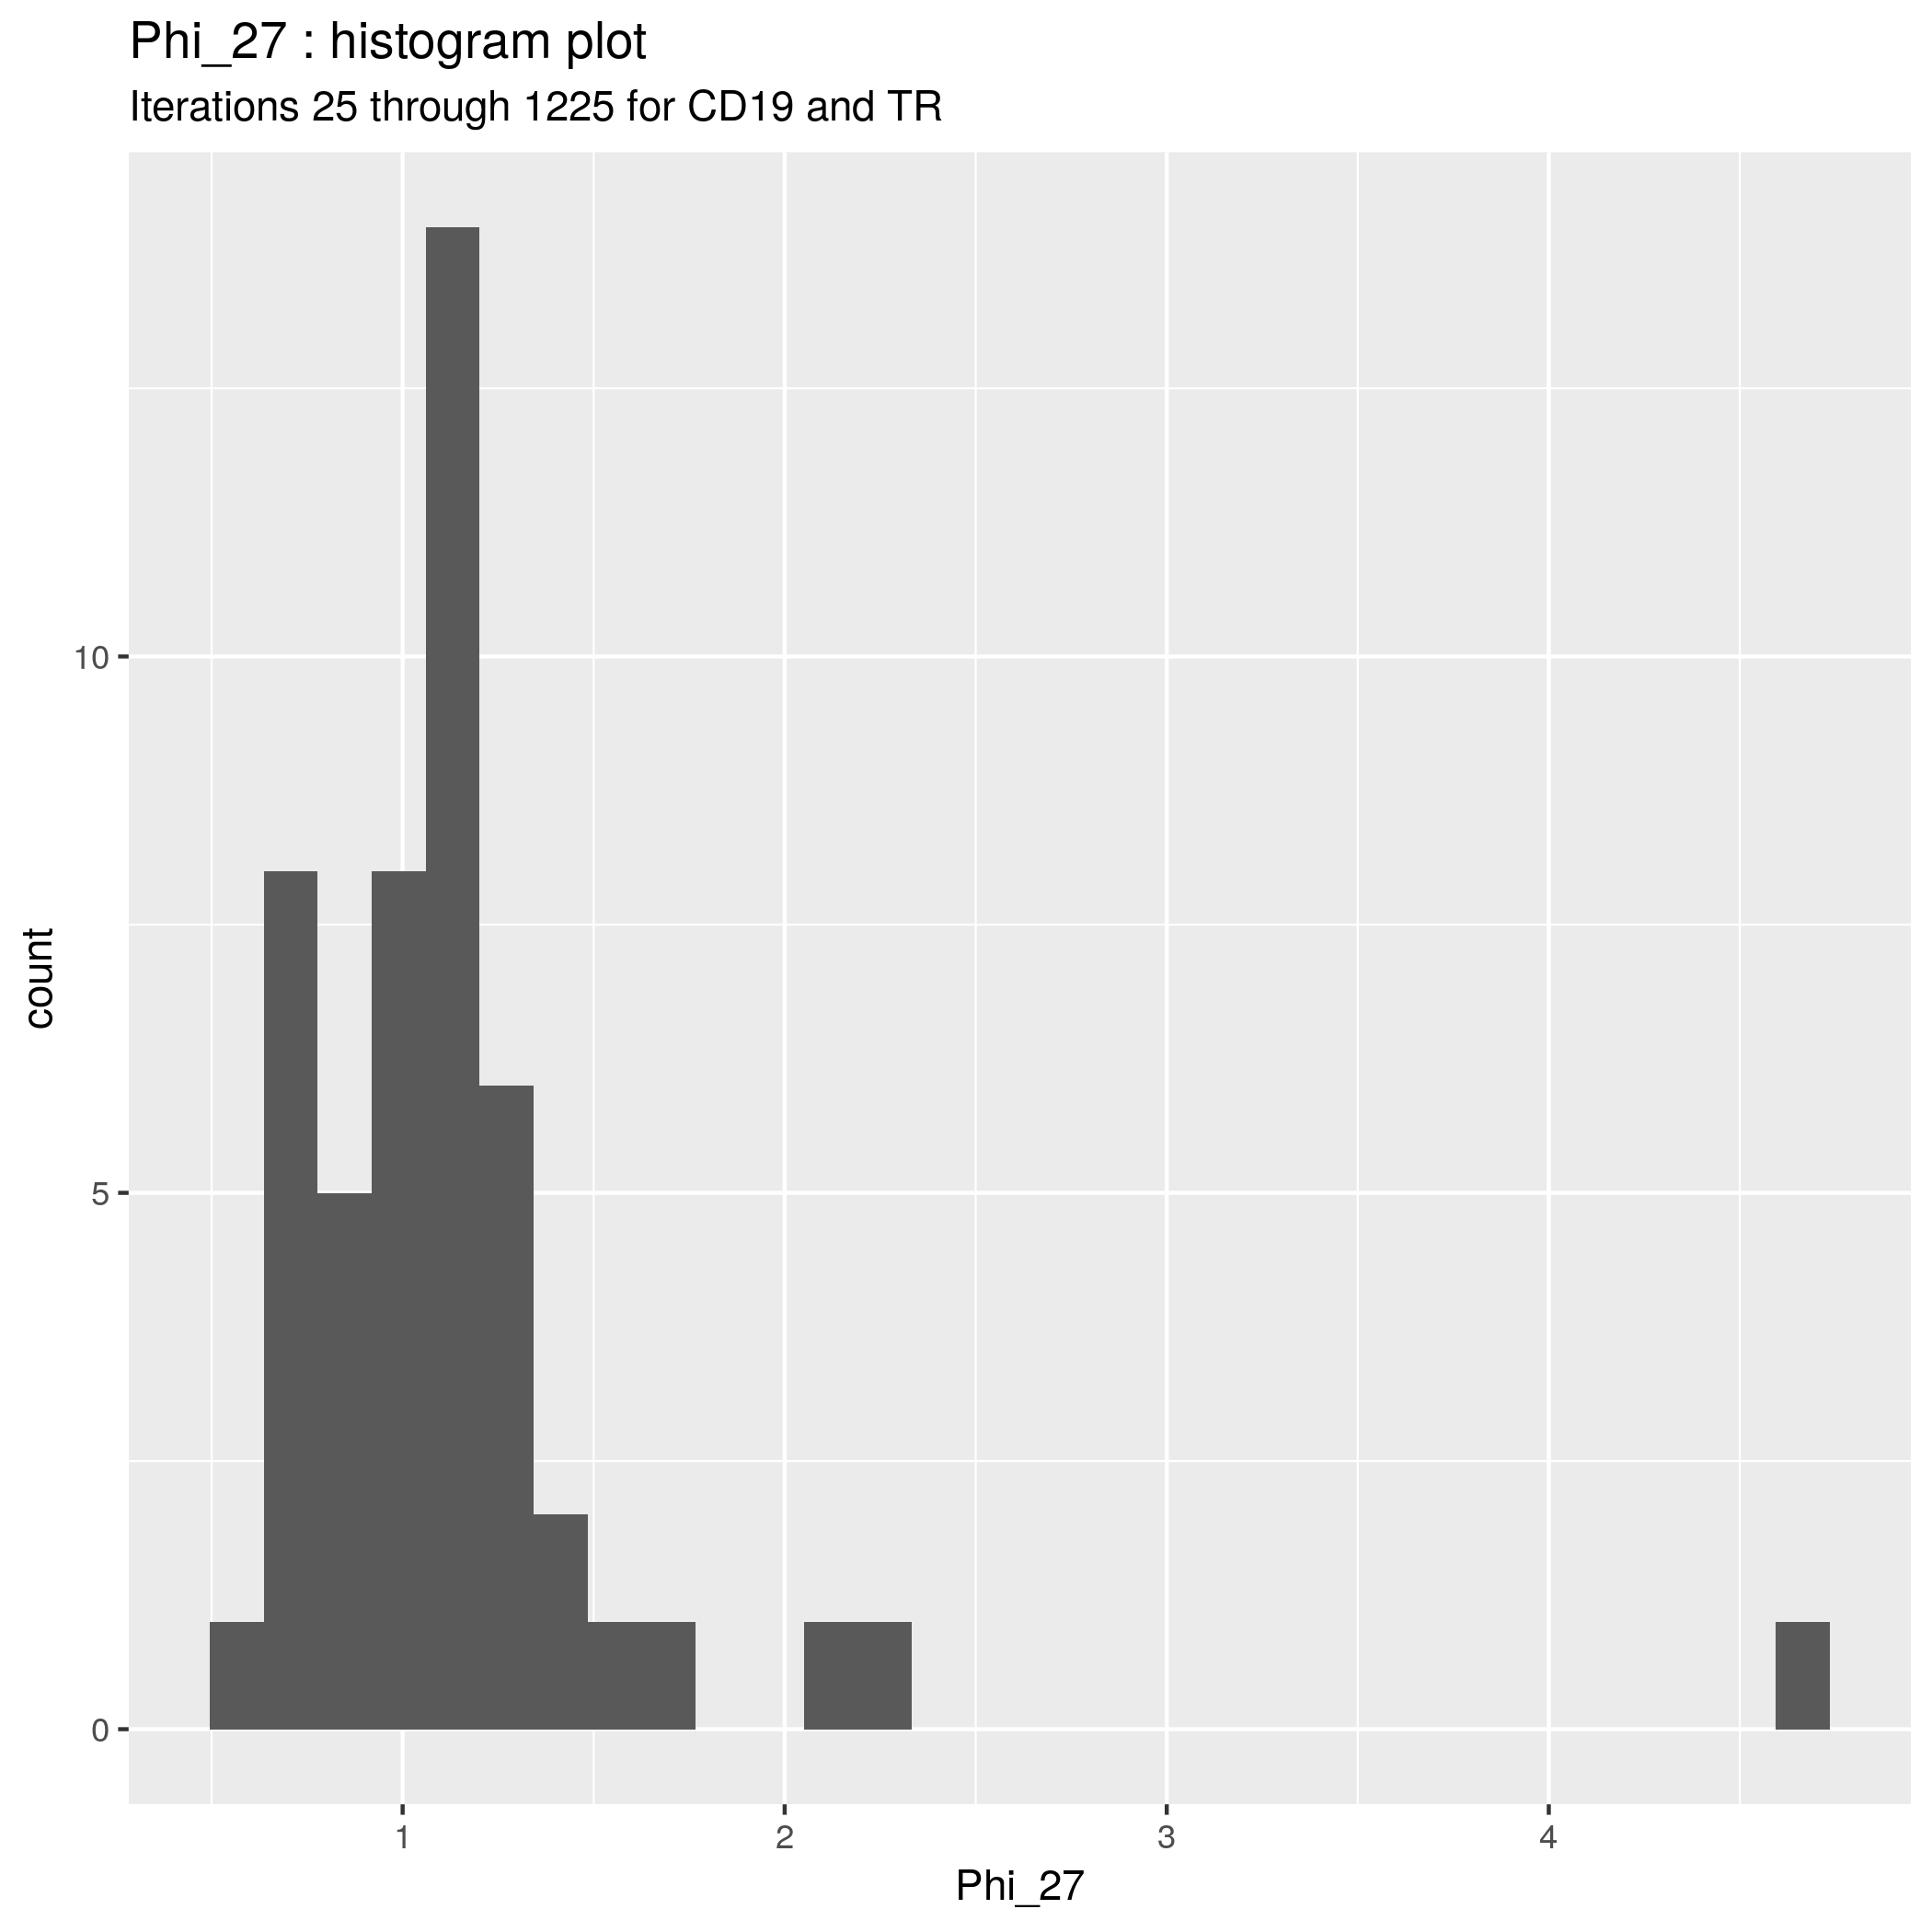 Phi_27 : histogram plot
Iterations 25 through 1225 for CD19 and TR
count
10
5
0
1 2 3 4
Phi_27